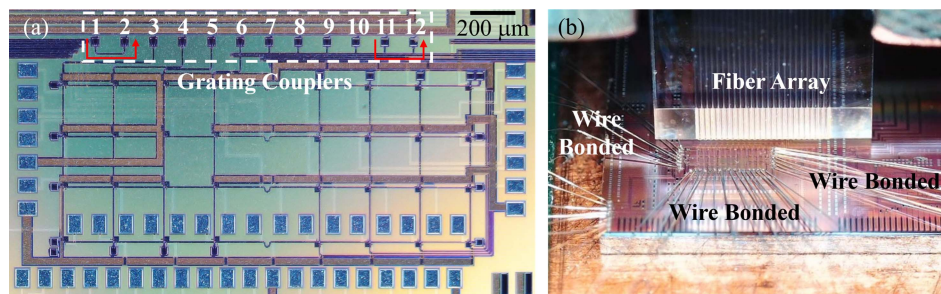 (a)
1 2 3 4 5 6 7 8 9 10 11 12
200 μm
Grating Couplers
(b)
Fiber Array
Wire
Bonded
Wire Bonded
Wire Bonded